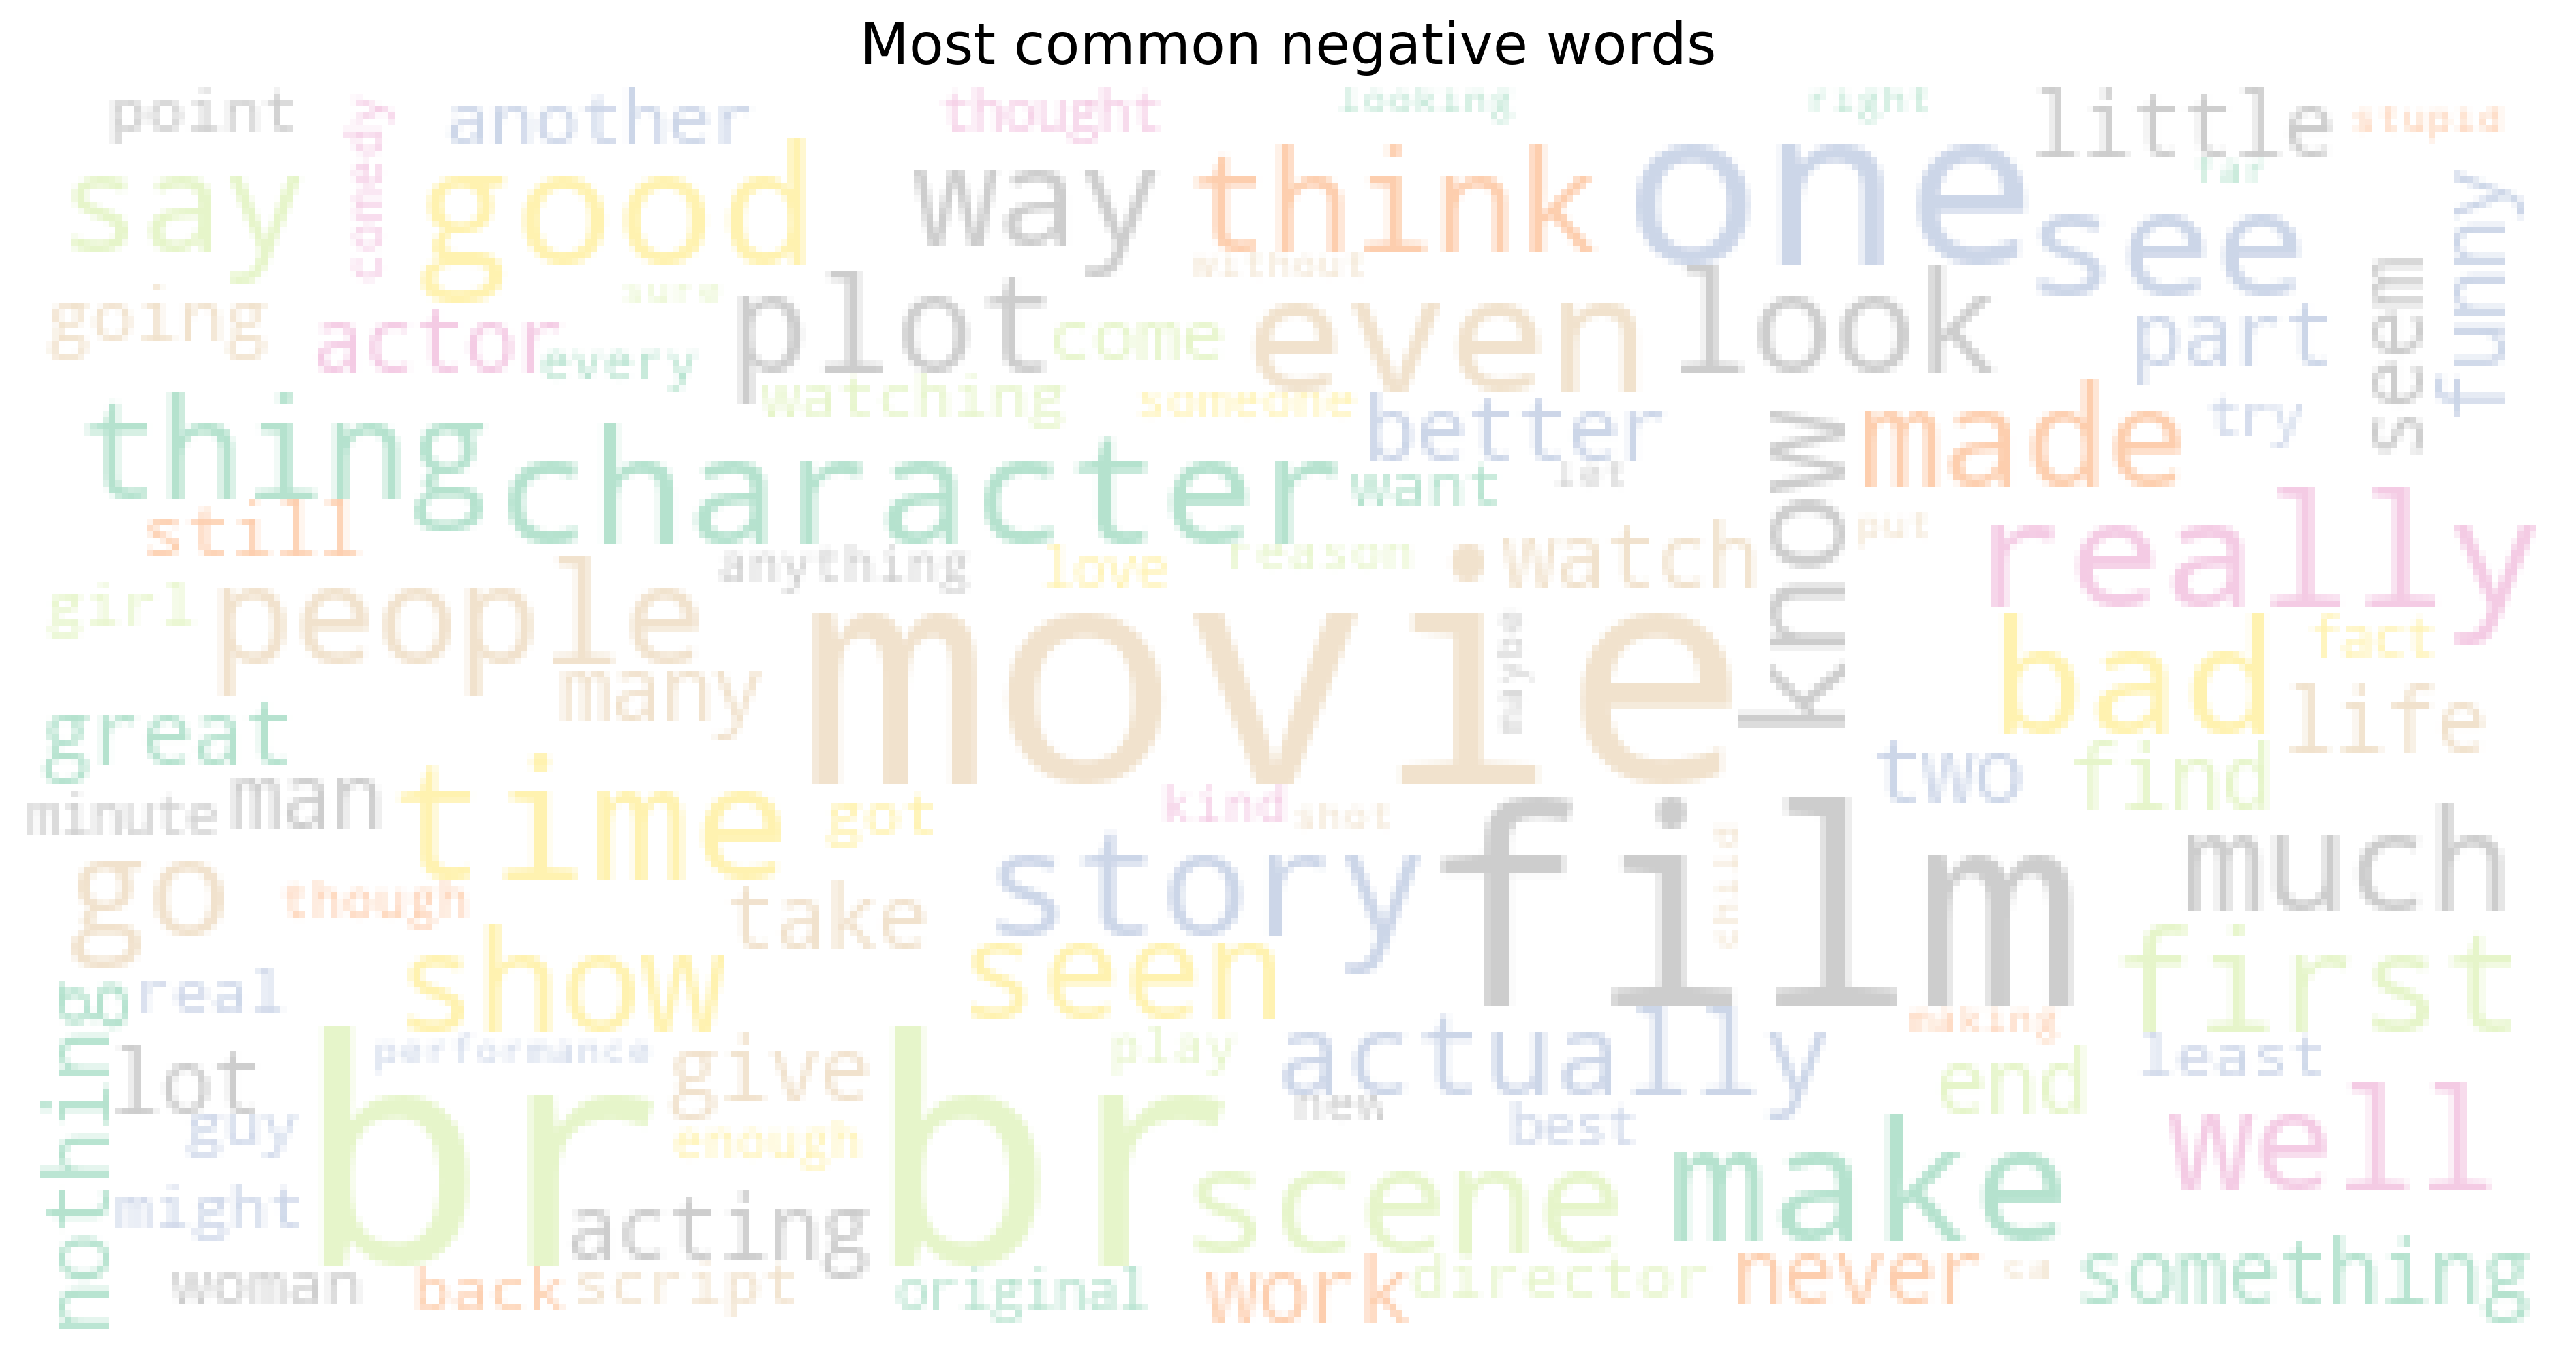 Most common negative words
point
comedy
another
thought
looking
right
little
stupid
say
good
way
think
one
far
see
funny
without
going
sure
actor
every
plot
come
even
look
part
seem
watching
someone
better
made
try
thing
character
want
lot
know
still
anything
love
reason
watch
put
really
girl
people
many
movie
maybe
bad
fact
life
great
two
find
minute
man
time
got
kind
shot
film
child
much
go
though
take
story
show
seen
first
nothing
real
making
lot
performance
give
play
actually
end
least
guy
br br
enough
new
best
well
might
acting
scene
make
woman
back
script
original
work
director
never
something